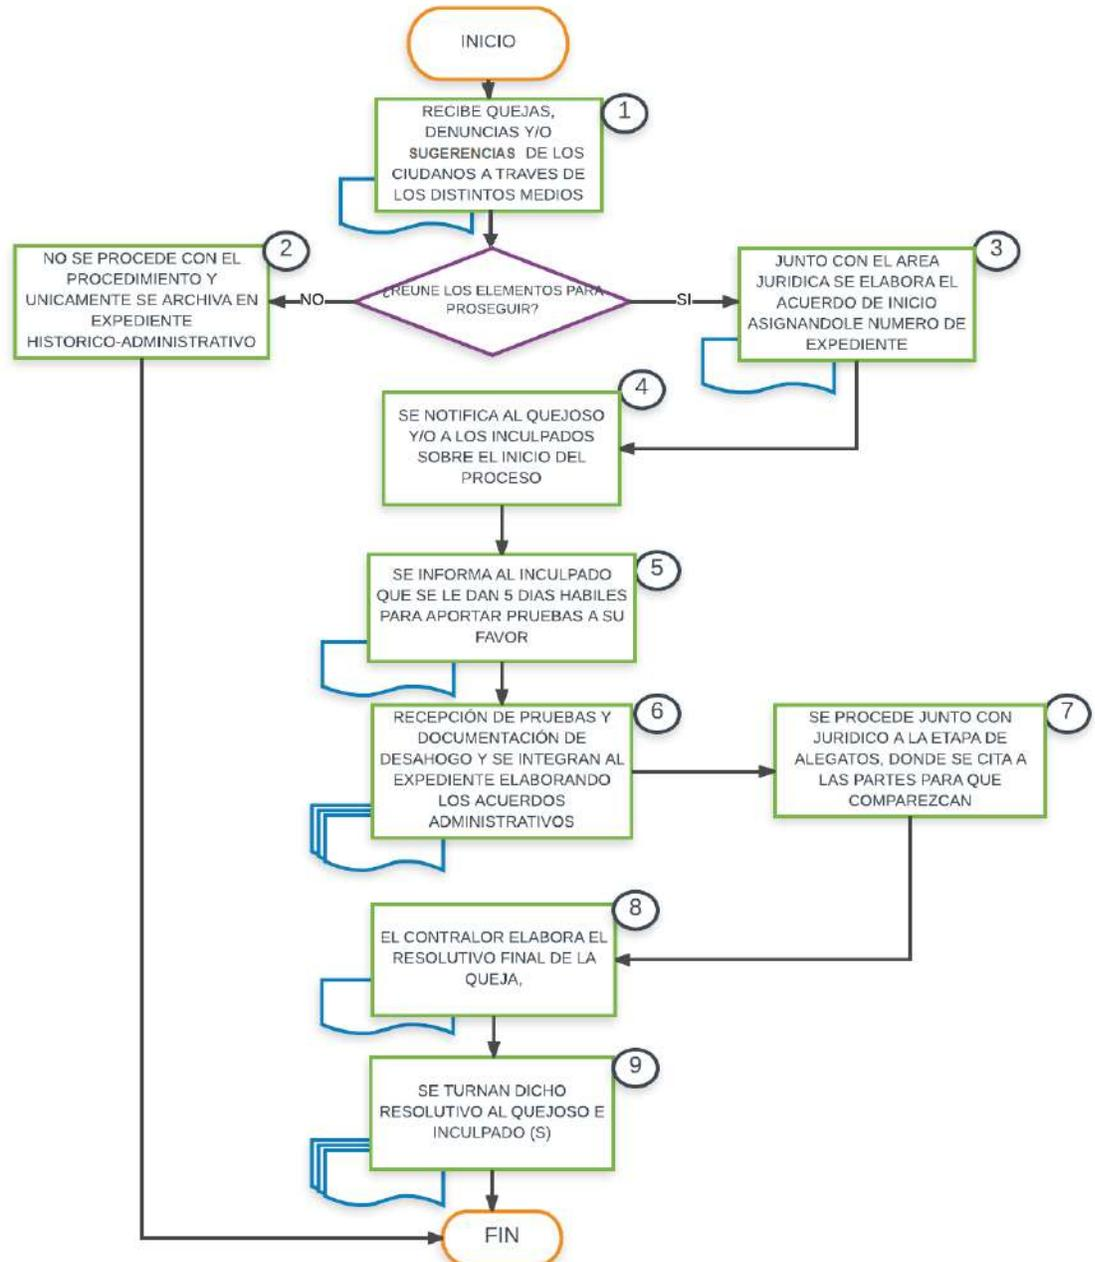 INICIO
1
RECIBE QUEJAS,
DENUNCIAS Y/O
SUGERENCIAS DE LOS
CIUDANOS A TRAVES DE
LOS DISTINTOS MEDIOS
2
NO SE PROCEDE CON EL
PROCEDIMIENTO Y
UNICAMENTE SE ARCHIVA EN
EXPEDIENTE
HISTORICO-ADMINISTRATIVO
NO
¿REUNE LOS ELEMENTOS PARA
PROSEGUIR?
SI
3
JUNTO CON EL AREA
JURIDICA SE ELABORA EL
ACUERDO DE INICIO
ASIGNANDOLE NUMERO DE
EXPEDIENTE
4
SE NOTIFICA AL QUEJOSO
Y/O A LOS INCULPADOS
SOBRE EL INICIO DEL
PROCESO
5
SE INFORMA AL INCULPADO
QUE SE LE DAN 5 DIAS HABILES
PARA APORTAR PRUEBAS A SU
FAVOR
6
RECEPCIÓN DE PRUEBAS Y
DOCUMENTACIÓN DE
DESAHOGO Y SE INTEGRAN AL
EXPEDIENTE ELABORANDO
LOS ACUERDOS
ADMINISTRATIVOS
7
SE PROCEDE JUNTO CON
JURIDICO A LA ETAPA DE
ALEGATOS, DONDE SE CITA A
LAS PARTES PARA QUE
COMPAREZCAN
8
EL CONTRALOR ELABORA EL
RESOLUTIVO FINAL DE LA
QUEJA,
9
SE TURNAN DICHO
RESOLUTIVO AL QUEJOSO E
INCULPADO (S)
FIN